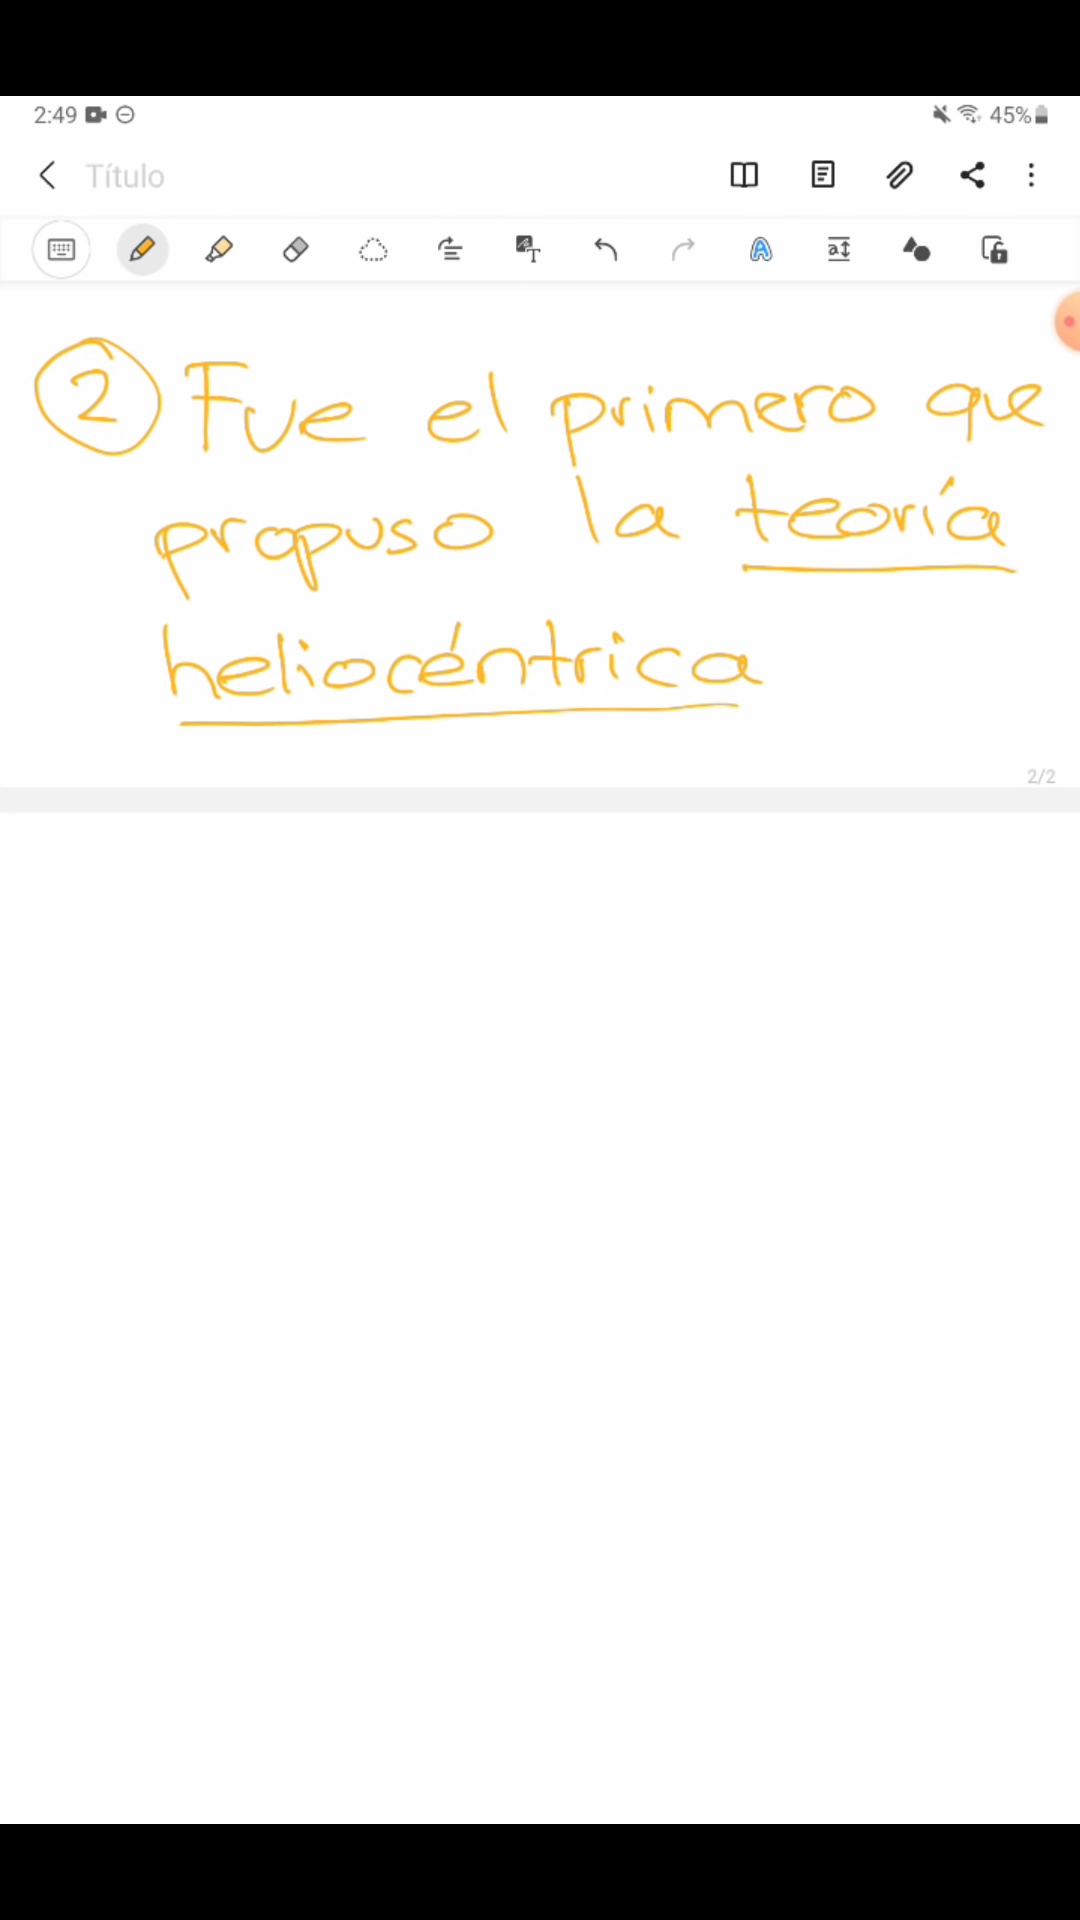 2:49 45%
Título
② Fue el primero que
propuso la teoría
heliocéntrica
2/2